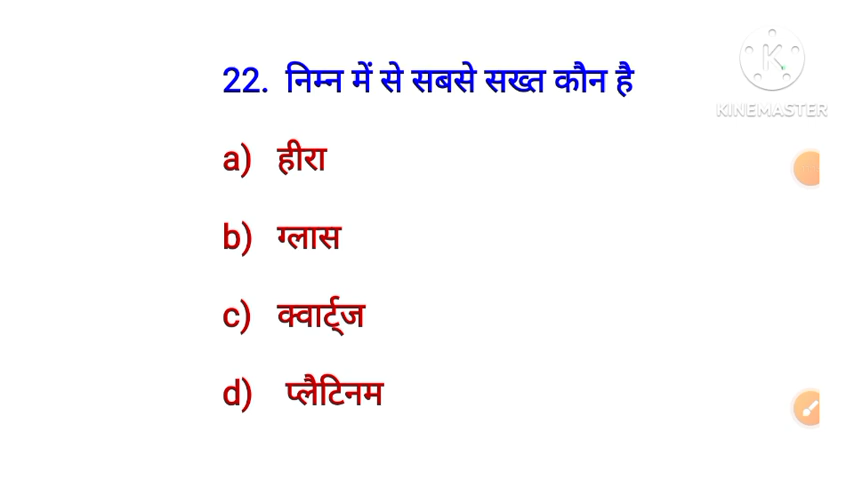 22. निम्न में से सबसे सख्त कौन है
KINEMASTER
a) हीरा
b) ग्लास
c) क्वार्ट्ज
d) प्लैटिनम